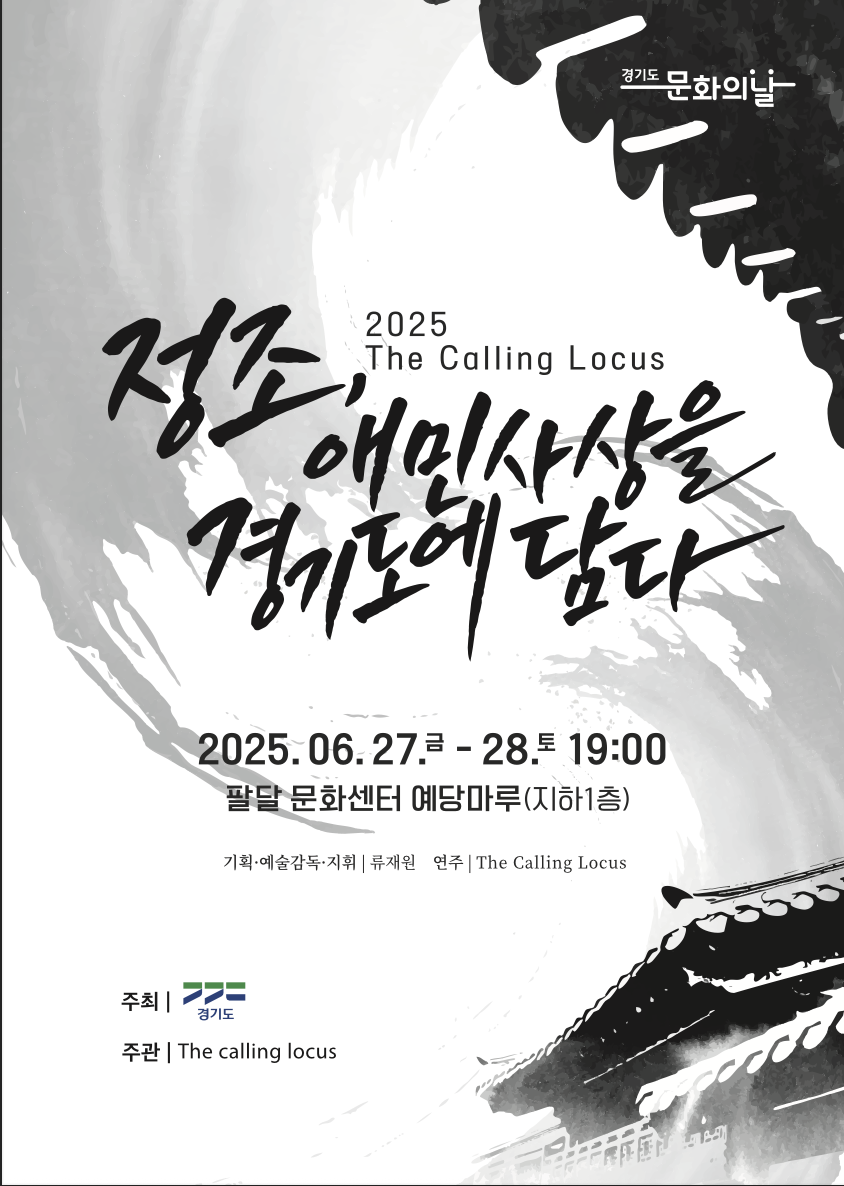 경기도 문화의날
2025
The Calling Locus
정조,
애민사상을
경기도에 담다
2025. 06. 27.금 - 28.토 19:00
팔달 문화센터 예당마루(지하1층)
기획·예술감독·지휘 | 류재원 연주 | The Calling Locus
주최 | 경기도
주관 | The calling locus